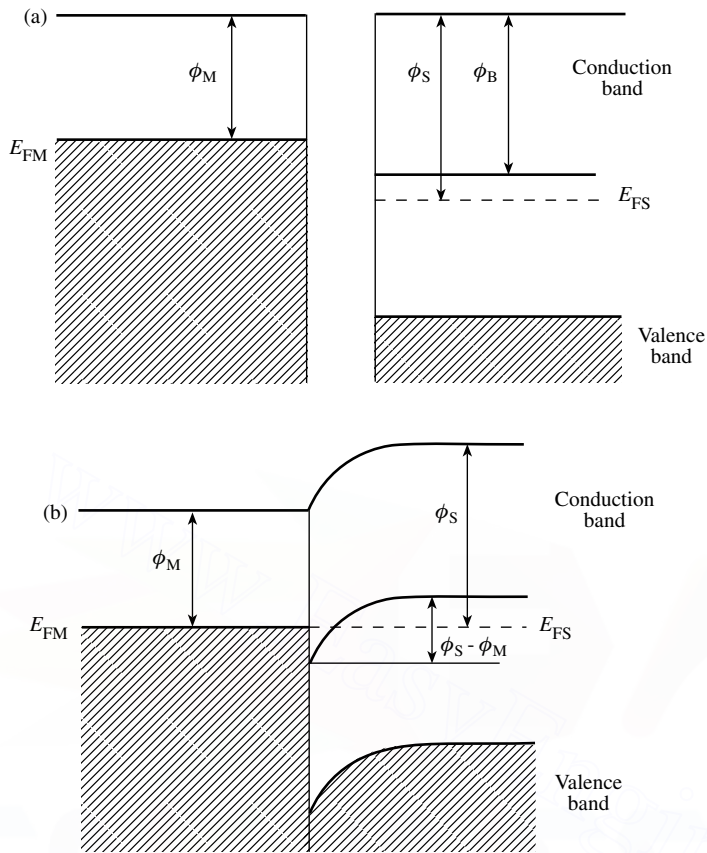 (a)
ϕM
ϕS
ϕB
Conduction
band
EFM
EFS
Valence
band
(b)
ϕM
ϕS
Conduction
band
EFM
EFS
ϕS - ϕM
Valence
band